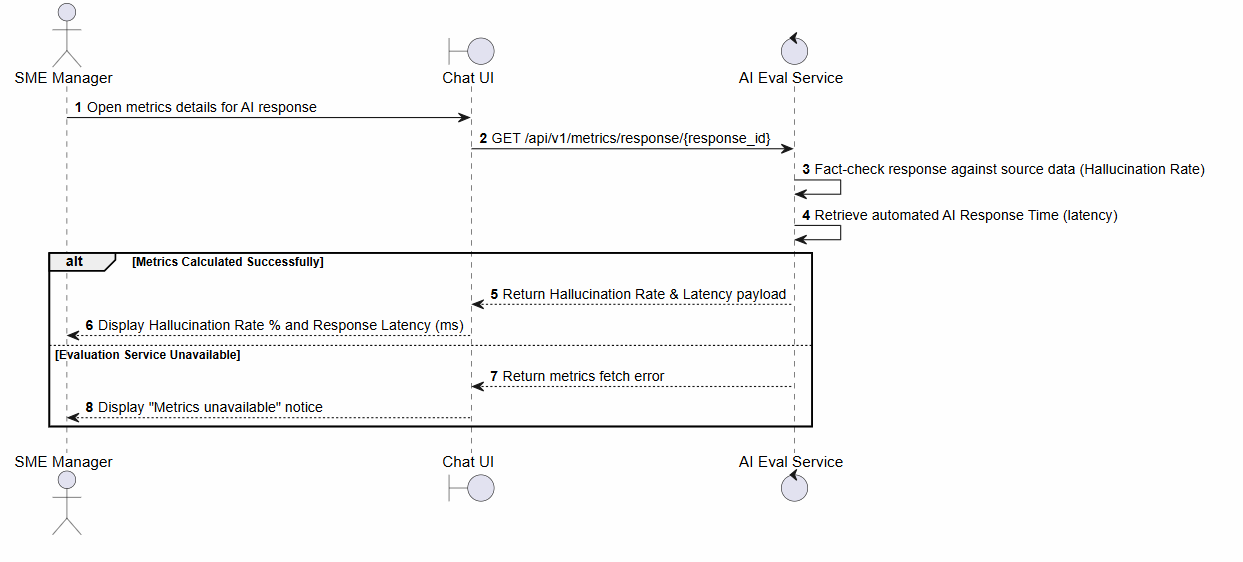 SME Manager
Chat UI
AI Eval Service
1 Open metrics details for AI response
2 GET /api/v1/metrics/response/{response_id}
3 Fact-check response against source data (Hallucination Rate)
4 Retrieve automated AI Response Time (latency)
alt [Metrics Calculated Successfully]
5 Return Hallucination Rate & Latency payload
6 Display Hallucination Rate % and Response Latency (ms)
[Evaluation Service Unavailable]
7 Return metrics fetch error
8 Display "Metrics unavailable" notice
SME Manager
Chat UI
AI Eval Service